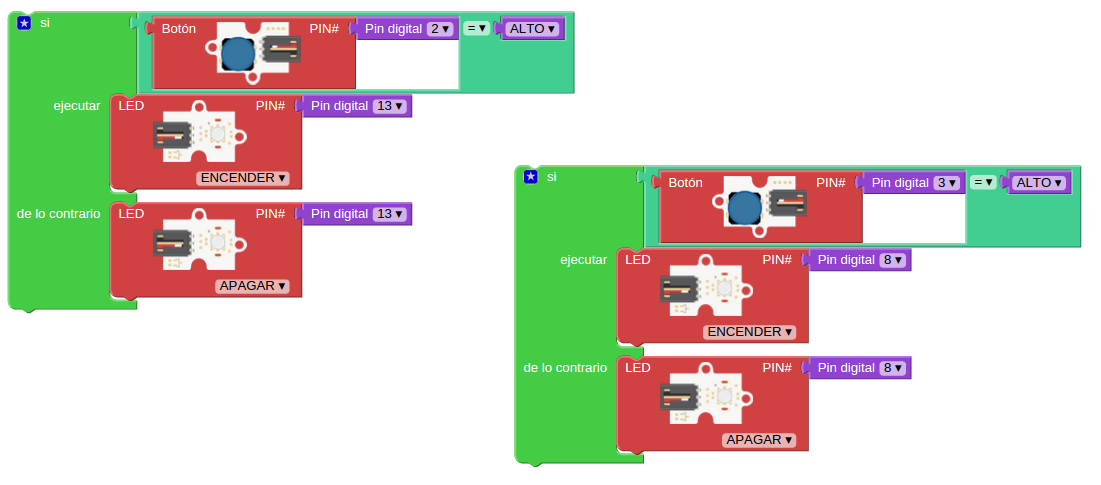 si
Botón PIN# Pin digital 2 ▾ = ▾ ALTO ▾
ejecutar LED PIN# Pin digital 13 ▾
ENCENDER ▾
de lo contrario LED PIN# Pin digital 13 ▾
APAGAR ▾
si
Botón PIN# Pin digital 3 ▾ = ▾ ALTO ▾
ejecutar LED PIN# Pin digital 8 ▾
ENCENDER ▾
de lo contrario LED PIN# Pin digital 8 ▾
APAGAR ▾